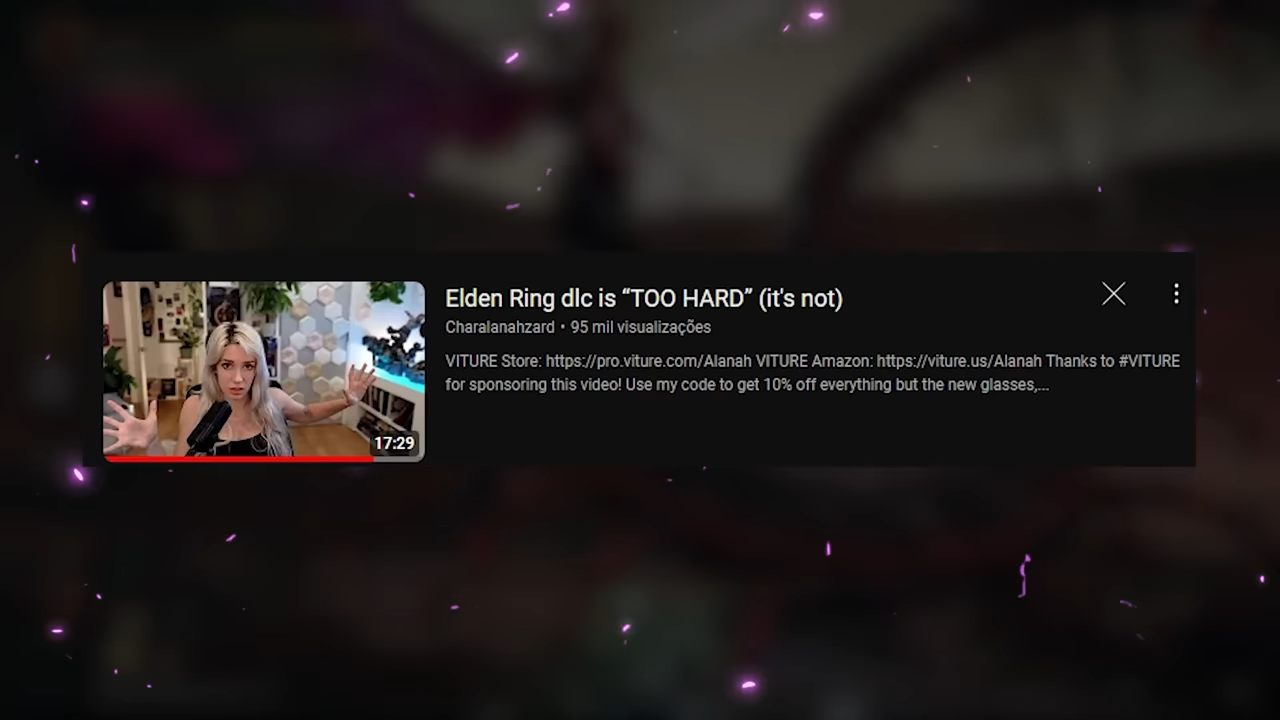 Elden Ring dlc is “TOO HARD” (it's not)
Charalanahzard • 95 mil visualizações
VITURE Store: https://pro.viture.com/Alanah VITURE Amazon: https://viture.us/Alanah Thanks to #VITURE
for sponsoring this video! Use my code to get 10% off everything but the new glasses,...
17:29